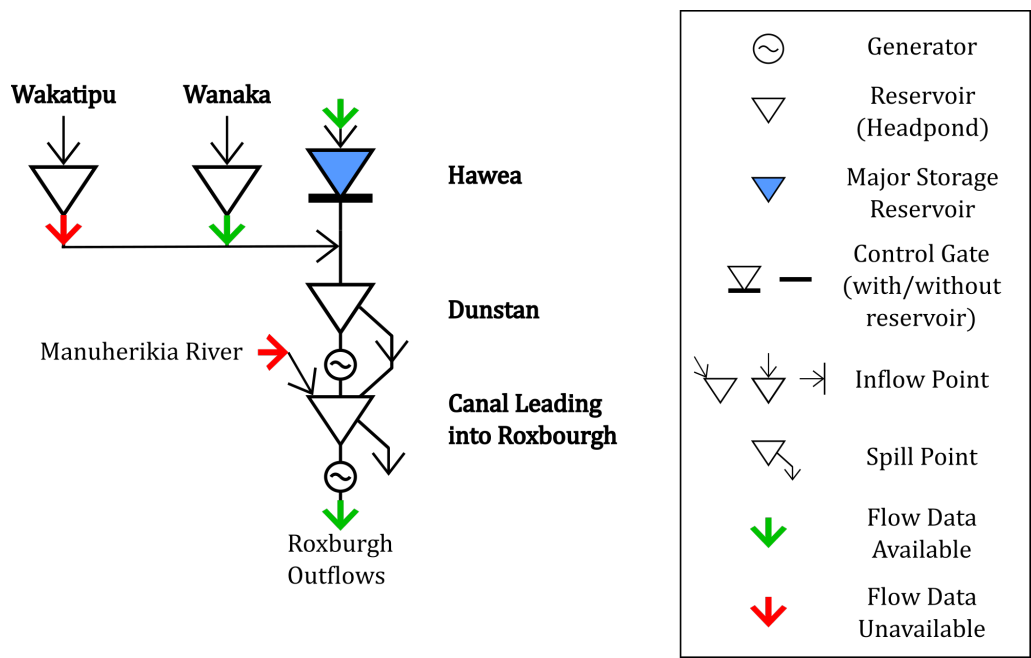 Wakatipu
Wanaka
Hawea
Dunstan
Manuherikia River
Canal Leading
into Roxbourgh
Roxburgh
Outflows
Generator
Reservoir
(Headpond)
Major Storage
Reservoir
Control Gate
(with/without
reservoir)
Inflow Point
Spill Point
Flow Data
Available
Flow Data
Unavailable